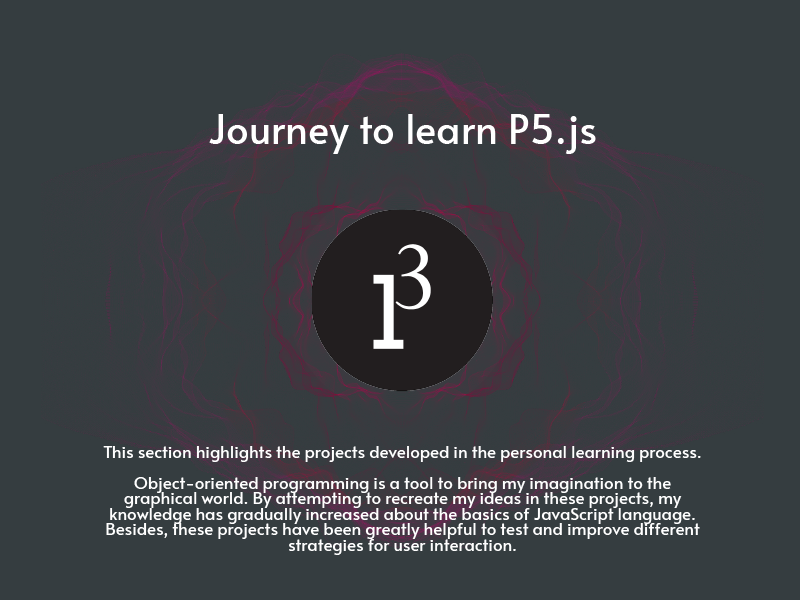 Journey to learn P5.js
1³
This section highlights the projects developed in the personal learning process.
Object-oriented programming is a tool to bring my imagination to the
graphical world. By attempting to recreate my ideas in these projects, my
knowledge has gradually increased about the basics of JavaScript language.
Besides, these projects have been greatly helpful to test and improve different
strategies for user interaction.